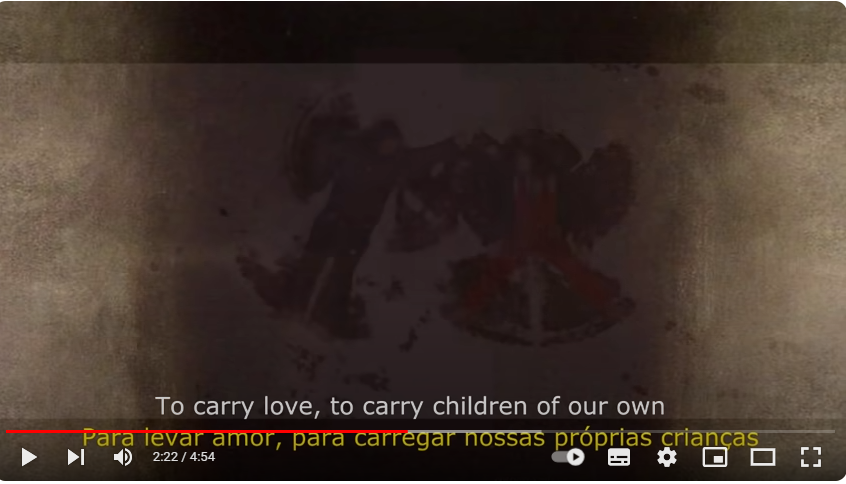 To carry love, to carry children of our own
Para levar amor, para carregar nossas próprias crianças
2:22 / 4:54